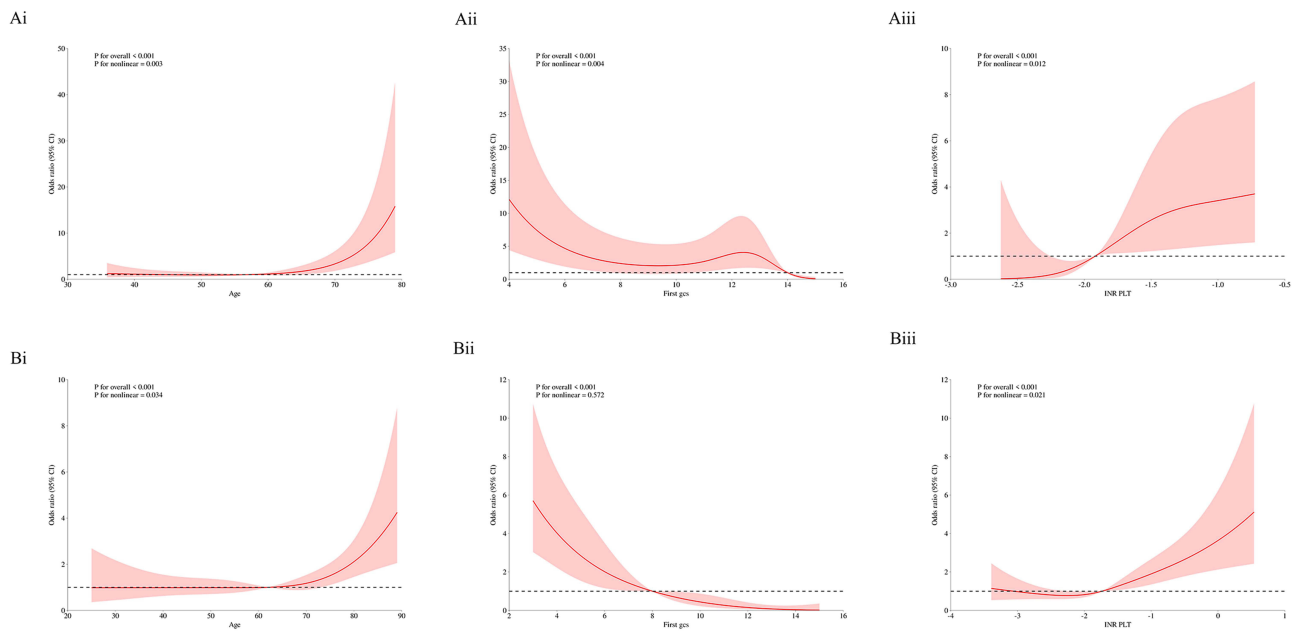 Ai
P for overall < 0.001
P for nonlinear = 0.003
Odds ratio (95% CI)
50
40
30
20
10
0
30
40
50
60
70
80
Age
Aii
P for overall < 0.001
P for nonlinear = 0.004
Odds ratio (95% CI)
35
30
25
20
15
10
5
0
4
6
8
10
12
14
16
First gcs
Aiii
P for overall < 0.001
P for nonlinear = 0.012
Odds ratio (95% CI)
10
8
6
4
2
0
-3.0
-2.5
-2.0
-1.5
-1.0
-0.5
INR PLT
Bi
P for overall < 0.001
P for nonlinear = 0.034
Odds ratio (95% CI)
10
8
6
4
2
0
20
30
40
50
60
70
80
90
Age
Bii
P for overall < 0.001
P for nonlinear = 0.572
Odds ratio (95% CI)
12
10
8
6
4
2
0
2
4
6
8
10
12
14
16
First gcs
Biii
P for overall < 0.001
P for nonlinear = 0.021
Odds ratio (95% CI)
12
10
8
6
4
2
0
-4
-3
-2
-1
0
1
INR PLT